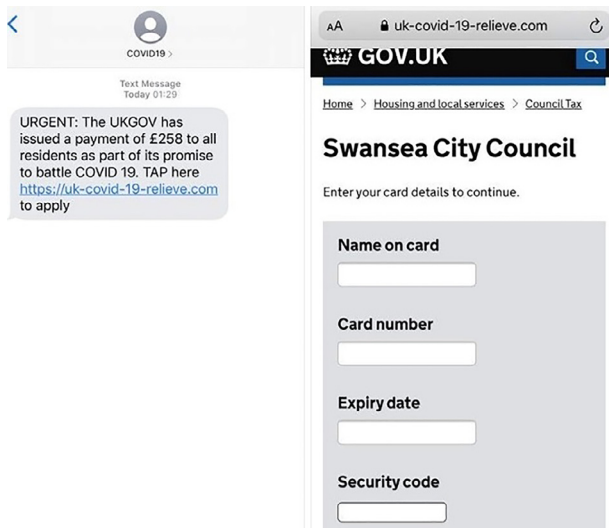 COVID19 >
Text Message
Today 01:29
URGENT: The UKGOV has
issued a payment of £258 to all
residents as part of its promise
to battle COVID 19. TAP here
https://uk-covid-19-relieve.com
to apply
AA uk-covid-19-relieve.com
GOV.UK
Home > Housing and local services > Council Tax
Swansea City Council
Enter your card details to continue.
Name on card
Card number
Expiry date
Security code